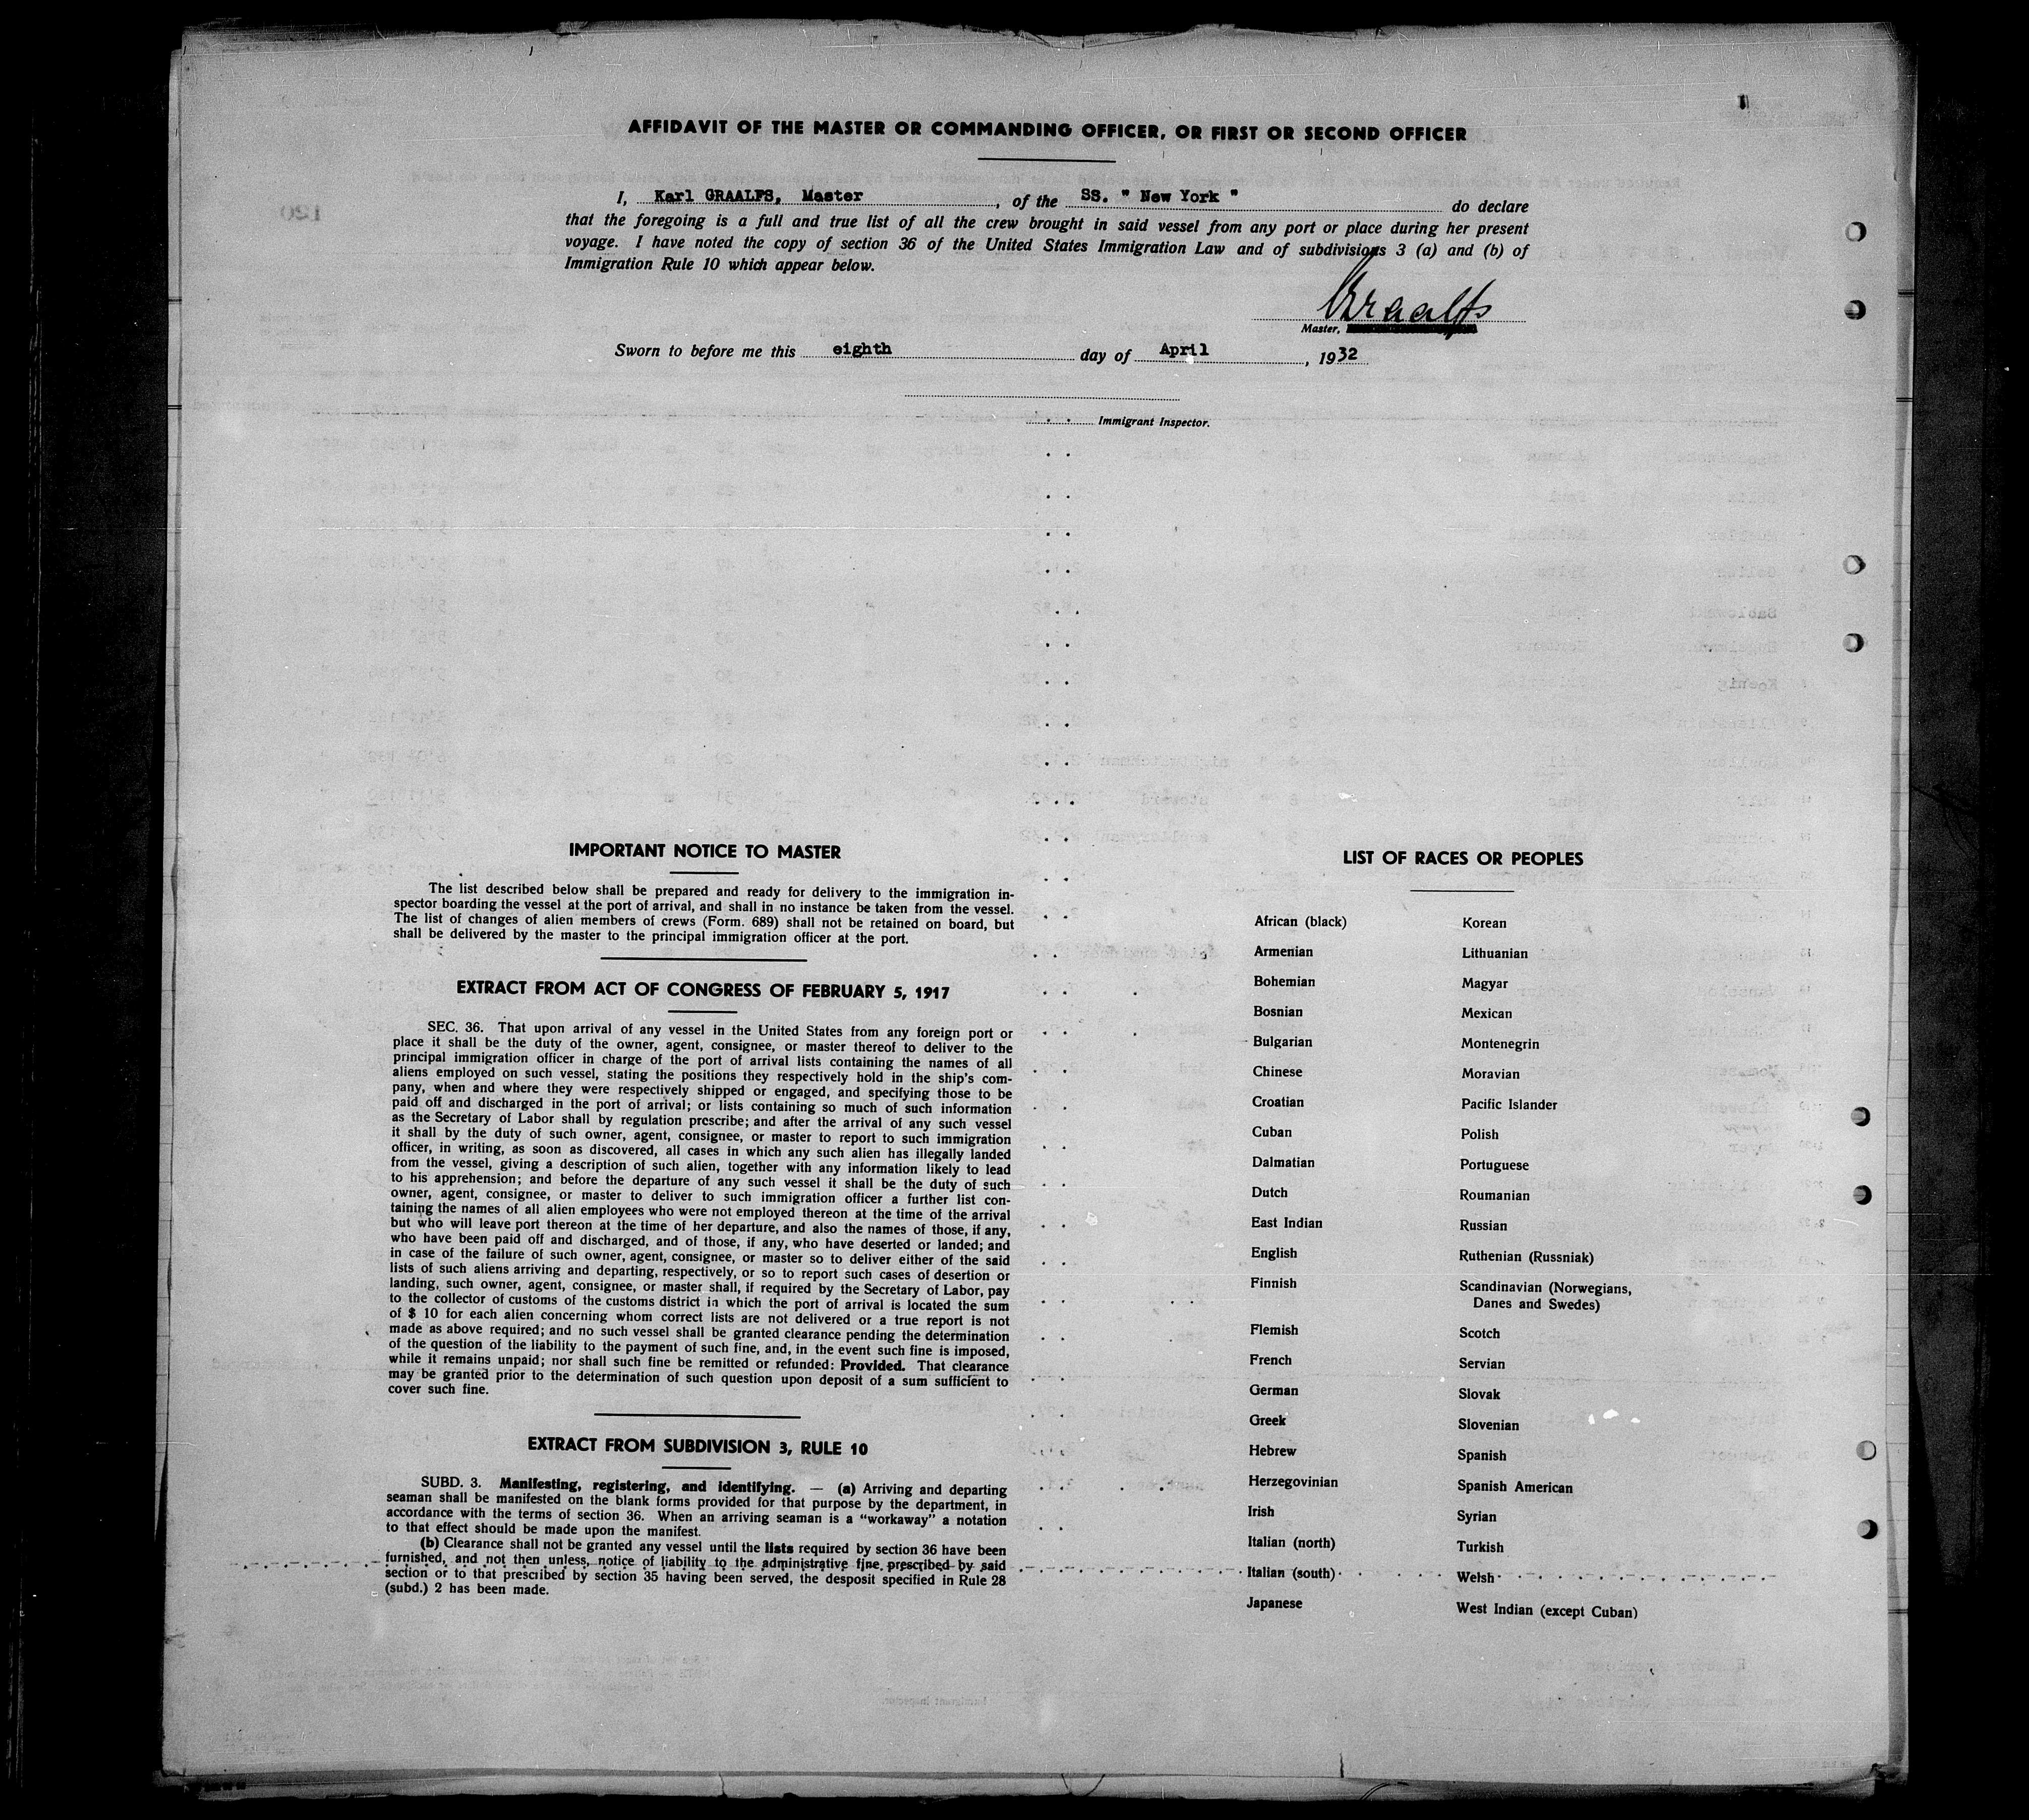 AFFIDAVIT OF THE MASTER OR COMMANDING OFFICER, OR FIRST OR SECOND OFFICER
I, Karl GRAALFS, Master, of the SS. " New York " do declare
that the foregoing is a full and true list of all the crew brought in said vessel from any port or place during her present
voyage. I have noted the copy of section 36 of the United States Immigration Law and of subdivisions 3 (a) and (b) of
Immigration Rule 10 which appear below.
Graalfs
Master,
Sworn to before me this eighth day of April, 1932
Immigrant Inspector.
IMPORTANT NOTICE TO MASTER
The list described below shall be prepared and ready for delivery to the immigration in-
spector boarding the vessel at the port of arrival, and shall in no instance be taken from the vessel.
The list of changes of alien members of crews (Form. 689) shall not be retained on board, but
shall be delivered by the master to the principal immigration officer at the port.
EXTRACT FROM ACT OF CONGRESS OF FEBRUARY 5, 1917
SEC. 36. That upon arrival of any vessel in the United States from any foreign port or
place it shall be the duty of the owner, agent, consignee, or master thereof to deliver to the
principal immigration officer in charge of the port of arrival lists containing the names of all
aliens employed on such vessel, stating the positions they respectively hold in the ship's com-
pany, when and where they were respectively shipped or engaged, and specifying those to be
paid off and discharged in the port of arrival; or lists containing so much of such information
as the Secretary of Labor shall by regulation prescribe; and after the arrival of any such vessel
it shall by the duty of such owner, agent, consignee, or master to report to such immigration
officer, in writing, as soon as discovered, all cases in which any such alien has illegally landed
from the vessel, giving a description of such alien, together with any information likely to lead
to his apprehension; and before the departure of any such vessel it shall be the duty of such
owner, agent, consignee, or master to deliver to such immigration officer a further list con-
taining the names of all alien employees who were not employed thereon at the time of the arrival
but who will leave port thereon at the time of her departure, and also the names of those, if any,
who have been paid off and discharged, and of those, if any, who have deserted or landed; and
in case of the failure of such owner, agent, consignee, or master so to deliver either of the said
lists of such aliens arriving and departing, respectively, or so to report such cases of desertion or
landing, such owner, agent, consignee, or master shall, if required by the Secretary of Labor, pay
to the collector of customs of the customs district in which the port of arrival is located the sum
of $ 10 for each alien concerning whom correct lists are not delivered or a true report is not
made as above required; and no such vessel shall be granted clearance pending the determination
of the question of the liability to the payment of such fine, and, in the event such fine is imposed,
while it remains unpaid; nor shall such fine be remitted or refunded: Provided. That clearance
may be granted prior to the determination of such question upon deposit of a sum sufficient to
cover such fine.
EXTRACT FROM SUBDIVISION 3, RULE 10
SUBD. 3. Manifesting, registering, and identifying. — (a) Arriving and departing
seaman shall be manifested on the blank forms provided for that purpose by the department, in
accordance with the terms of section 36. When an arriving seaman is a “workaway” a notation
to that effect should be made upon the manifest.
(b) Clearance shall not be granted any vessel until the lists required by section 36 have been
furnished, and not then unless, notice of liability to the administrative fine prescribed by said
section or to that prescribed by section 35 having been served, the desposit specified in Rule 28
(subd.) 2 has been made.
LIST OF RACES OR PEOPLES
African (black)
Armenian
Bohemian
Bosnian
Bulgarian
Chinese
Croatian
Cuban
Dalmatian
Dutch
East Indian
English
Finnish
Flemish
French
German
Greek
Hebrew
Herzegovinian
Irish
Italian (north)
Italian (south)
Japanese
Korean
Lithuanian
Magyar
Mexican
Montenegrin
Moravian
Pacific Islander
Polish
Portuguese
Roumanian
Russian
Ruthenian (Russniak)
Scandinavian (Norwegians,
Danes and Swedes)
Scotch
Servian
Slovak
Slovenian
Spanish
Spanish American
Syrian
Turkish
Welsh
West Indian (except Cuban)